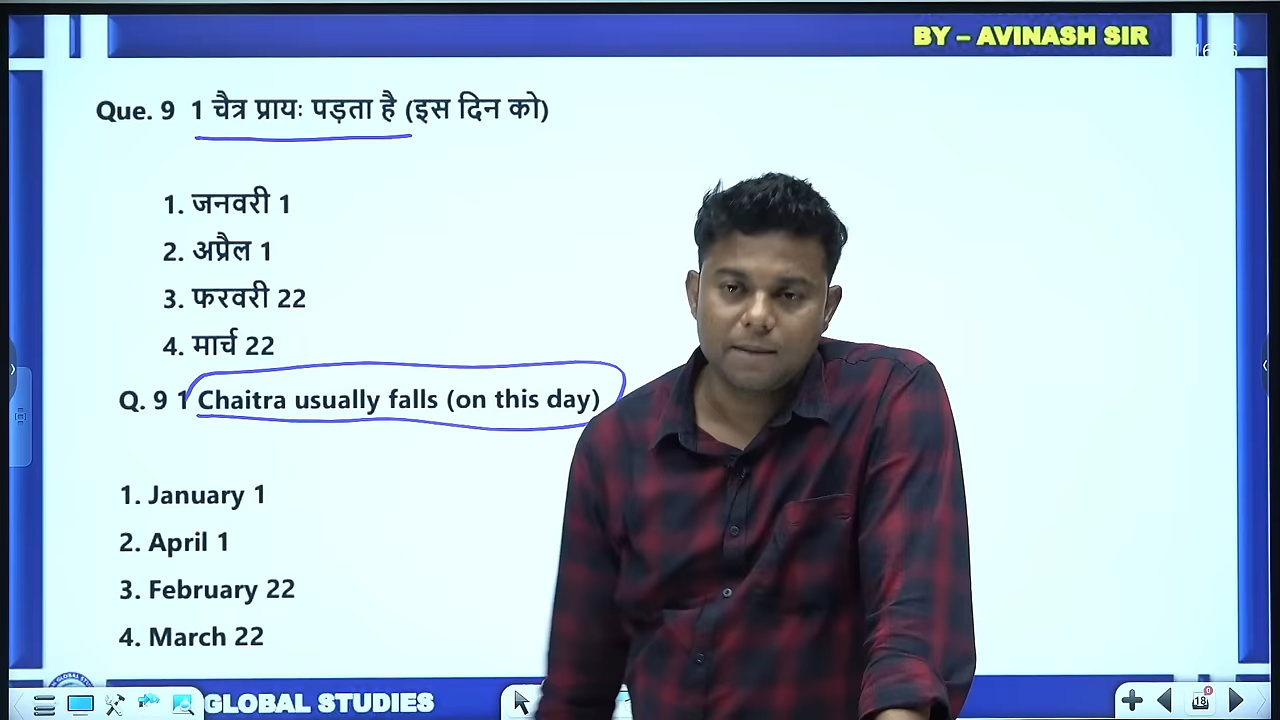 BY – AVINASH SIR
Que. 9 1 चैत्र प्रायः पड़ता है (इस दिन को)
1. जनवरी 1
2. अप्रैल 1
3. फरवरी 22
4. मार्च 22
Q. 9 1 Chaitra usually falls (on this day)
1. January 1
2. April 1
3. February 22
4. March 22
GLOBAL STUDIES
18
0